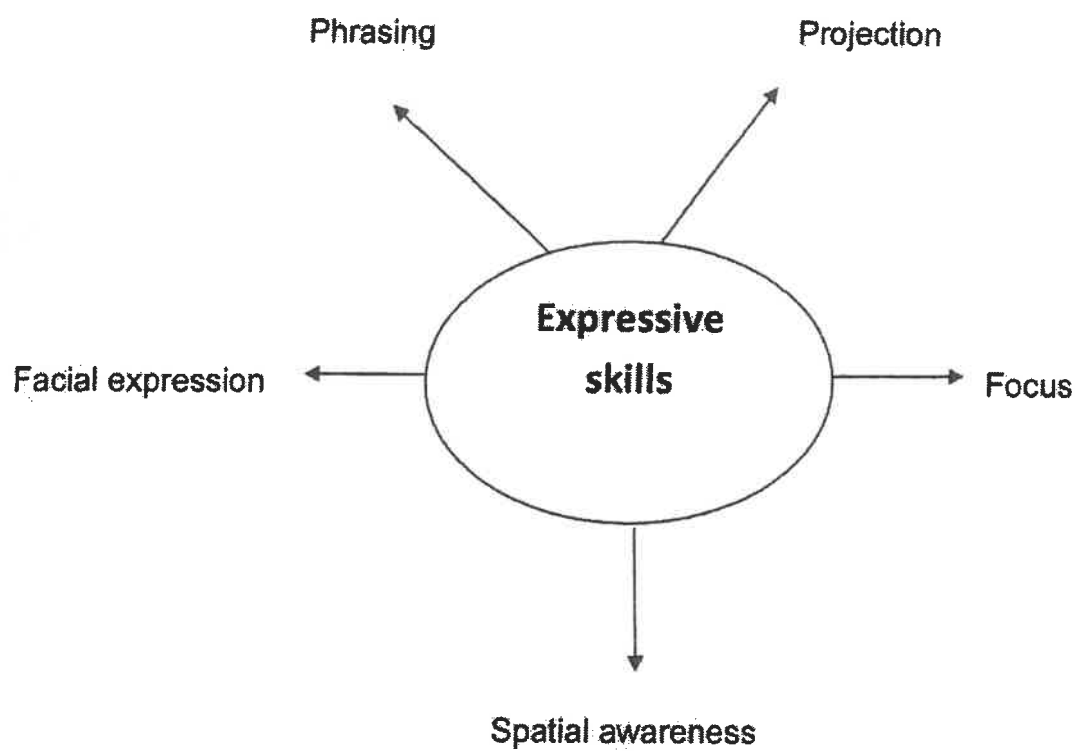 Phrasing
Projection
Expressive
skills
Facial expression
Focus
Spatial awareness